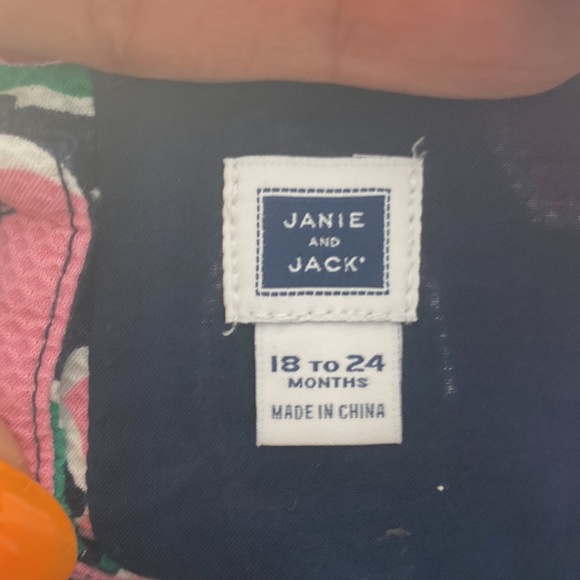 JANIE
AND
JACK
18 TO 24
MONTHS
MADE IN CHINA